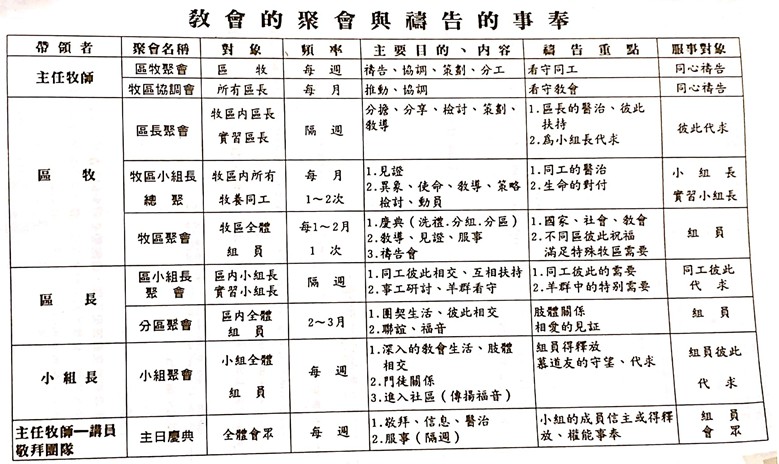 教會的聚會與禱告的事奉
帶領者 聚會名稱 對象 頻率 主要目的、內容 禱告重點 服事對象
主任牧師 區牧聚會 區牧 每週 禱告、協調、策劃、分工 看守同工 同心禱告
牧區協調會 所有區長 每月 推動、協調 看守教會 同心禱告
區牧 區長聚會 牧區內區長 隔週 分擔、分享、檢討、策劃、 1.區長的醫治、彼此 彼此代求
實習區長 教導 扶持
2.爲小組長代求
牧區小組長 牧區內所有 每月 1.見證 1.同工的醫治 小組長
總聚 牧養同工 1～2次 2.異象、使命、教導、策略 2.生命的對付 實習小組長
檢討、動員
牧區聚會 牧區全體 每1～2月 1.慶典(洗禮.分組.分區) 1.國家、社會、教會 組員
組員 1次 2.教導、見證、服事 2.不同區彼此祝福
3.禱告會 滿足特殊牧區需要
區長 區小組長 區內小組長 隔週 1.同工彼此相交、互相扶持 1.同工彼此的需要 同工彼此
聚會 實習小組長 2.事工研討、羊群看守 2.羊群中的特別需要 代求
分區聚會 區內全體 2～3月 1.團契生活、彼此相交 肢體關係 組員
組員 2.聯誼、福音 相愛的見証
小組長 小組聚會 小組全體 每週 1.深入的教會生活、肢體 組員得釋放 組員彼此
組員 相交 慕道友的守望、代求 代求
2.門徒關係
3.進入社區(傳揚福音)
主任牧師—講員 主日慶典 全體會眾 每週 1.敬拜、信息、醫治 小組的成員信主或得釋 組員
敬拜團隊 2.服事(隔週) 放、權能事奉 會眾